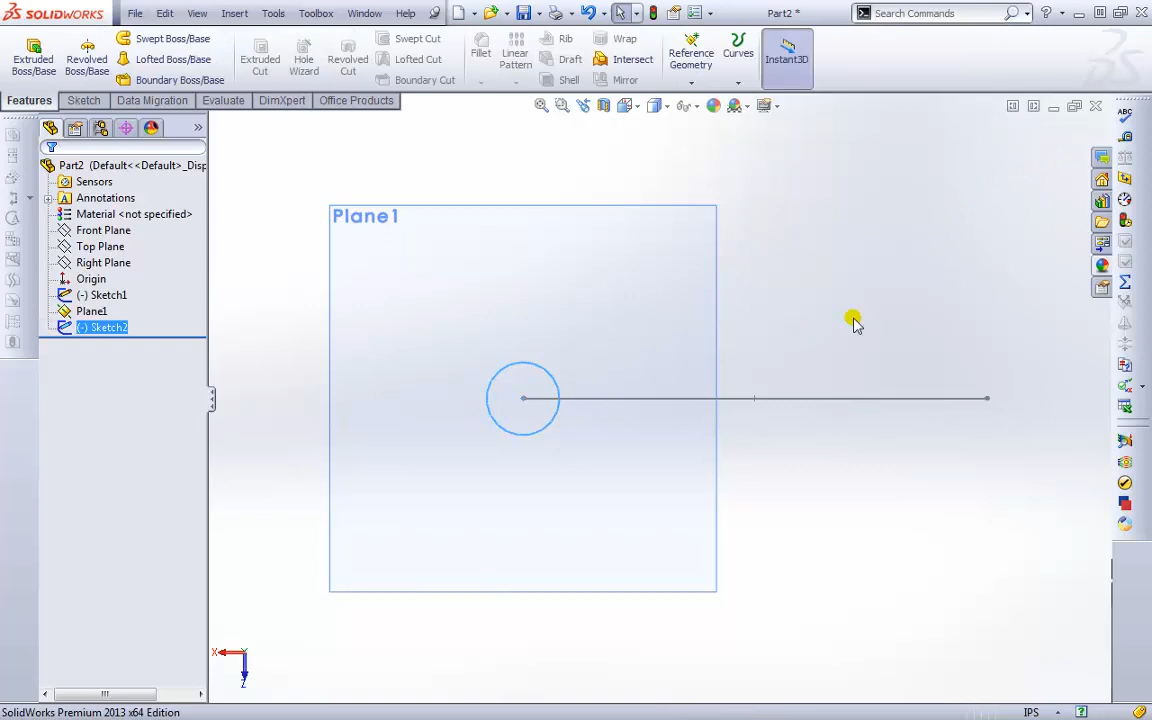 SOLIDWORKS File Edit View Insert Tools Toolbox Window Help Part2 * Search Commands
Extruded Boss/Base
Revolved Boss/Base
Swept Boss/Base
Lofted Boss/Base
Boundary Boss/Base
Extruded Cut
Hole Wizard
Revolved Cut
Swept Cut
Lofted Cut
Boundary Cut
Fillet
Linear Pattern
Rib
Draft
Shell
Wrap
Intersect
Mirror
Reference Geometry
Curves
Instant3D
Features Sketch Data Migration Evaluate DimXpert Office Products
Part2 (Default<<Default>_Disp
Sensors
Annotations
Material <not specified>
Front Plane
Top Plane
Right Plane
Origin
(-) Sketch1
Plane1
(-) Sketch2
Plane1
X
Z
SolidWorks Premium 2013 x64 Edition
IPS